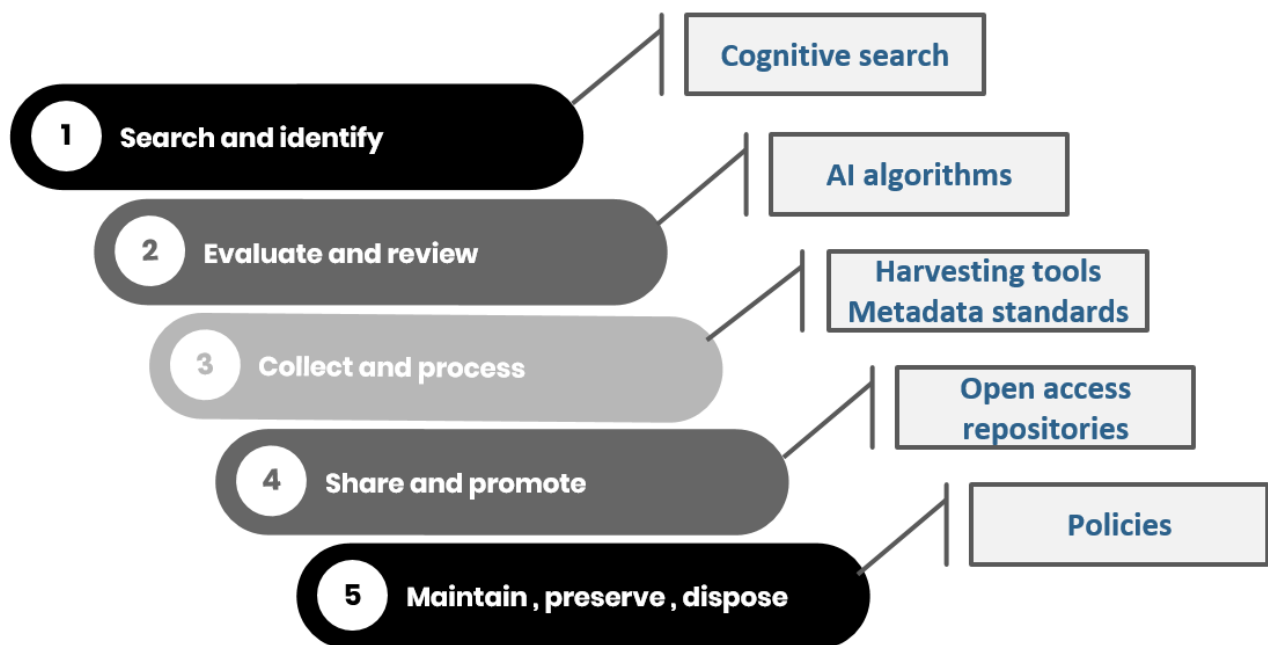 Cognitive search
1 Search and identify
AI algorithms
2 Evaluate and review
Harvesting tools
Metadata standards
3 Collect and process
Open access
repositories
4 Share and promote
Policies
5 Maintain , preserve , dispose